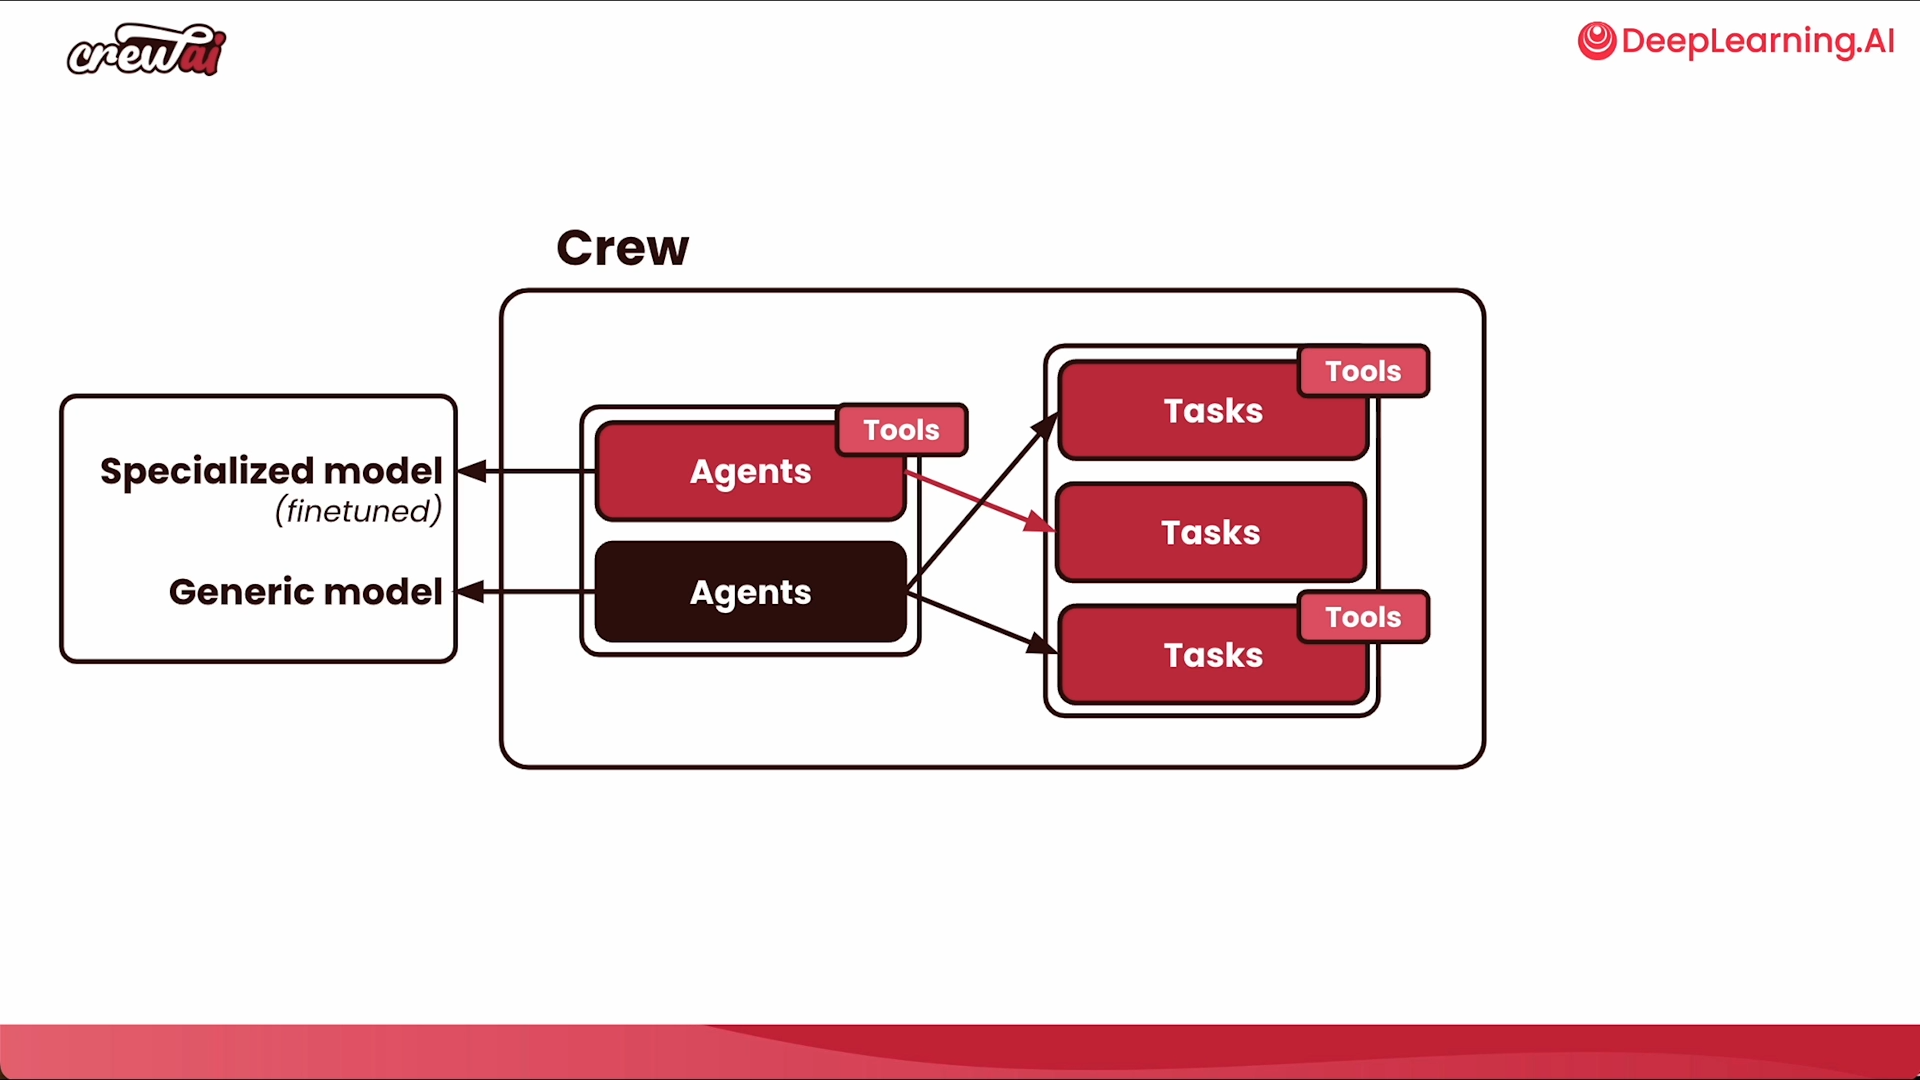 crewai
DeepLearning.AI
Crew
Specialized model
(finetuned)
Generic model
Tools
Agents
Agents
Tools
Tasks
Tasks
Tools
Tasks